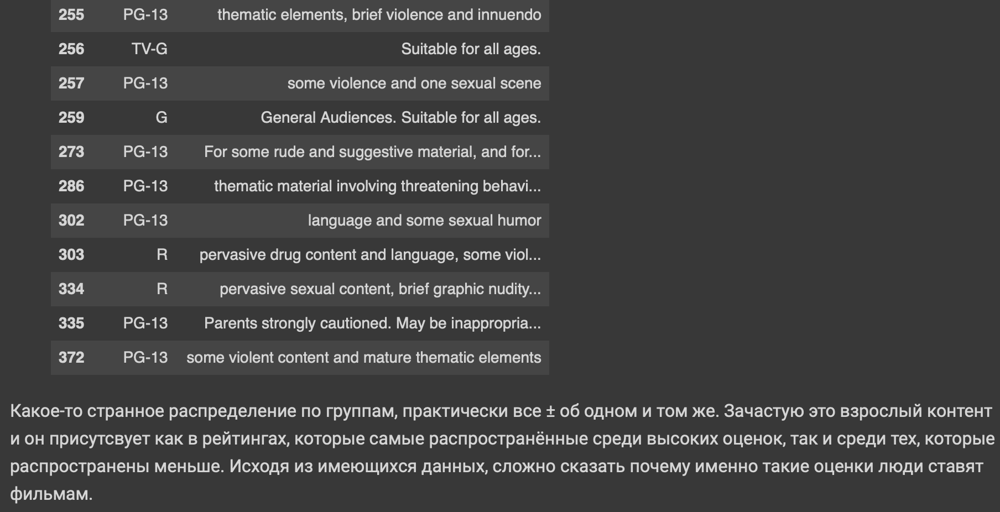 255 PG-13 thematic elements, brief violence and innuendo
256 TV-G Suitable for all ages.
257 PG-13 some violence and one sexual scene
259 G General Audiences. Suitable for all ages.
273 PG-13 For some rude and suggestive material, and for...
286 PG-13 thematic material involving threatening behavi...
302 PG-13 language and some sexual humor
303 R pervasive drug content and language, some viol...
334 R pervasive sexual content, brief graphic nudity...
335 PG-13 Parents strongly cautioned. May be inappropria...
372 PG-13 some violent content and mature thematic elements
Какое-то странное распределение по группам, практически все ± об одном и том же. Зачастую это взрослый контент
и он присутсвует как в рейтингах, которые самые распространённые среди высоких оценок, так и среди тех, которые
распространены меньше. Исходя из имеющихся данных, сложно сказать почему именно такие оценки люди ставят
фильмам.